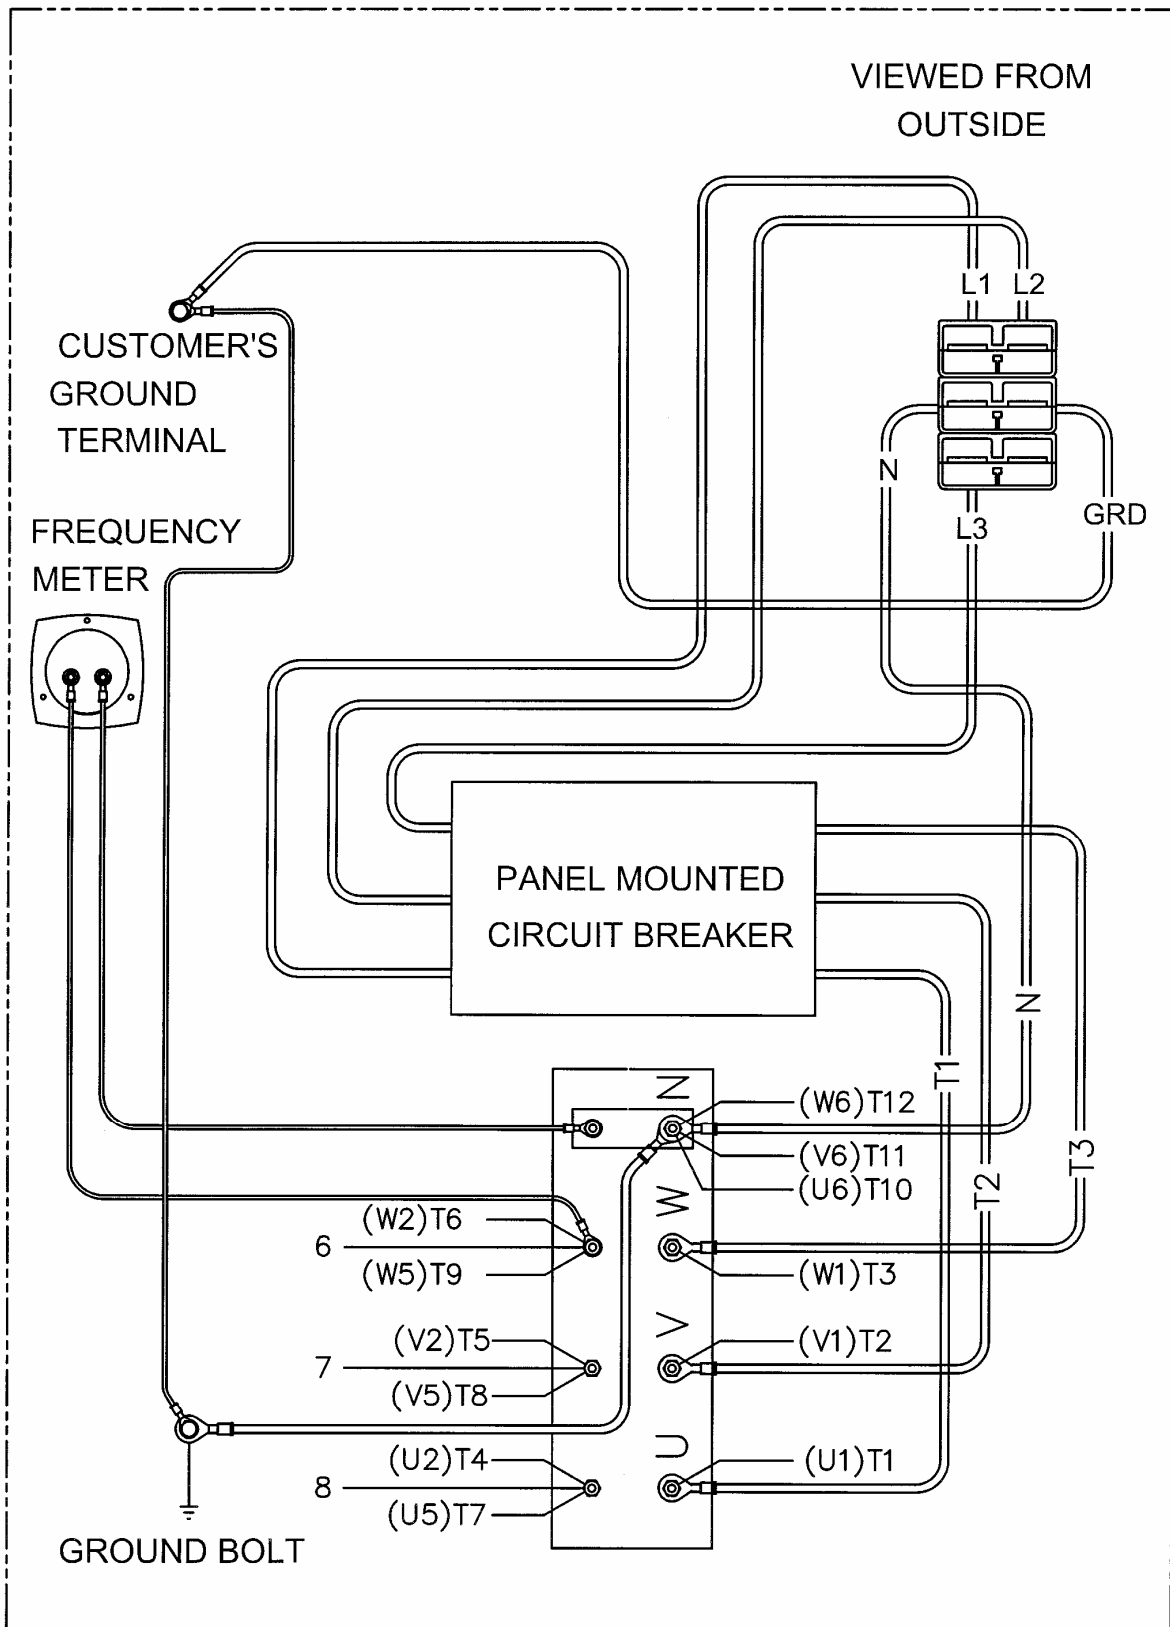 VIEWED FROM
OUTSIDE
L1
L2
CUSTOMER'S
GROUND
TERMINAL
N
GRD
L3
FREQUENCY
METER
PANEL MOUNTED
CIRCUIT BREAKER
N
T1
N
(W6)T12
(V6)T11
(U6)T10
T3
T2
W
(W2)T6
6
(W5)T9
(W1)T3
V
(V2)T5
7
(V5)T8
(V1)T2
U
(U2)T4
8
(U5)T7
(U1)T1
GROUND BOLT